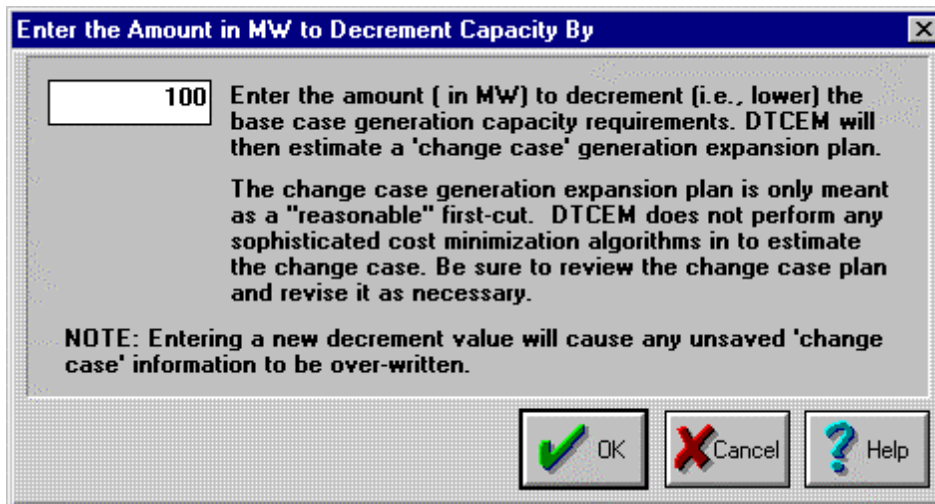 Enter the Amount in MW to Decrement Capacity By
100
Enter the amount ( in MW) to decrement (i.e., lower) the
base case generation capacity requirements. DTCEM will
then estimate a 'change case' generation expansion plan.
The change case generation expansion plan is only meant
as a "reasonable" first-cut.  DTCEM does not perform any
sophisticated cost minimization algorithms in to estimate
the change case. Be sure to review the change case plan
and revise it as necessary.
NOTE: Entering a new decrement value will cause any unsaved 'change
case' information to be over-written.
OK
Cancel
Help